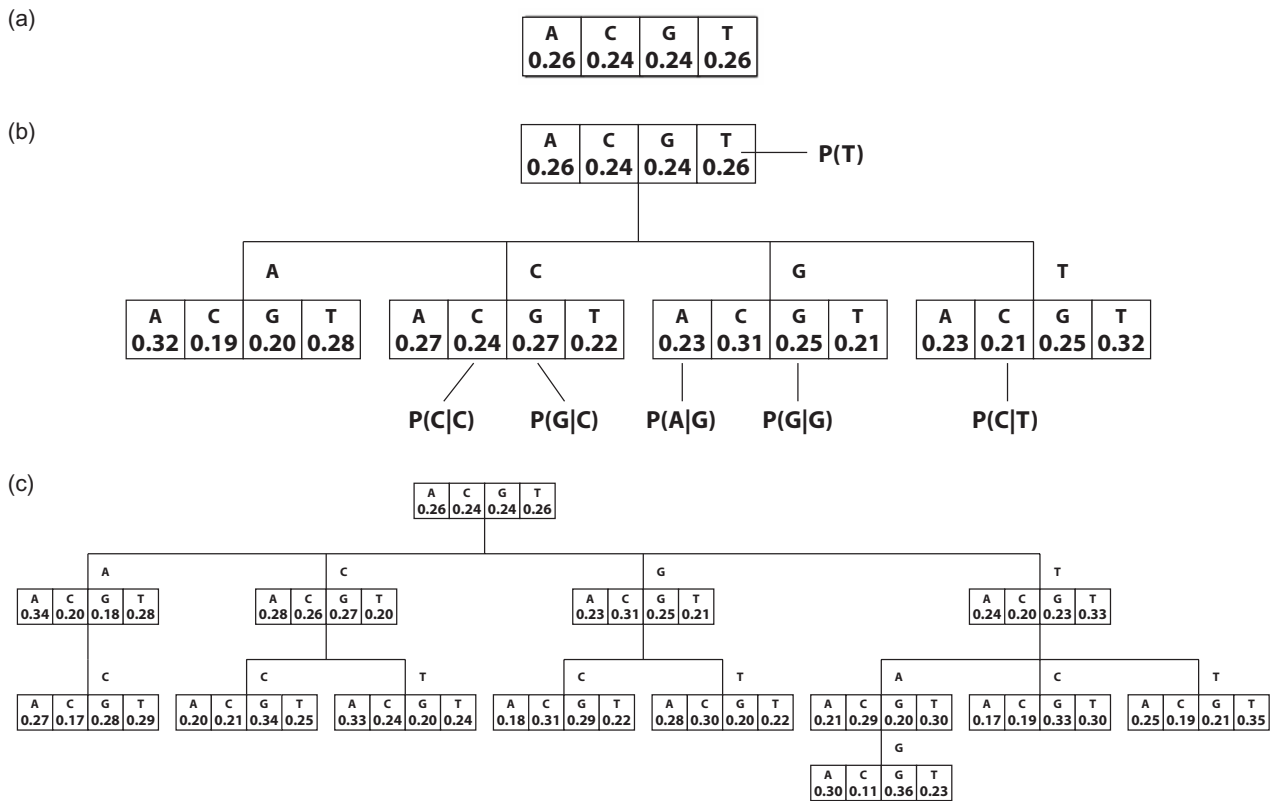 (a)
A C G T
0.26 0.24 0.24 0.26
(b)
A C G T
0.26 0.24 0.24 0.26
P(T)
A C G T
A C G T A C G T A C G T A C G T
0.32 0.19 0.20 0.28 0.27 0.24 0.27 0.22 0.23 0.31 0.25 0.21 0.23 0.21 0.25 0.32
P(C|C) P(G|C) P(A|G) P(G|G) P(C|T)
(c)
A C G T
0.26 0.24 0.24 0.26
A C G T
A C G T A C G T A C G T A C G T
0.34 0.20 0.18 0.28 0.28 0.26 0.27 0.20 0.23 0.31 0.25 0.21 0.24 0.20 0.23 0.33
C C T C T A C T
A C G T A C G T A C G T A C G T A C G T A C G T A C G T A C G T
0.27 0.17 0.28 0.29 0.20 0.21 0.34 0.25 0.33 0.24 0.20 0.24 0.18 0.31 0.29 0.22 0.28 0.30 0.20 0.22 0.21 0.29 0.20 0.30 0.17 0.19 0.33 0.30 0.25 0.19 0.21 0.35
G
A C G T
0.30 0.11 0.36 0.23